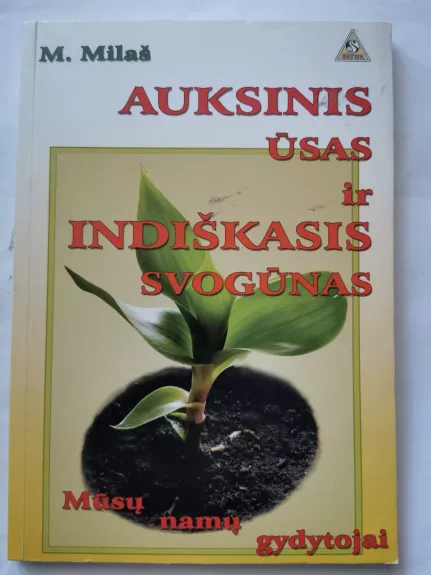 M. Milaš
AUKSINIS
ŪSAS
ir
INDIŠKASIS
SVOGŪNAS
Mūsų
namų
gydytojai